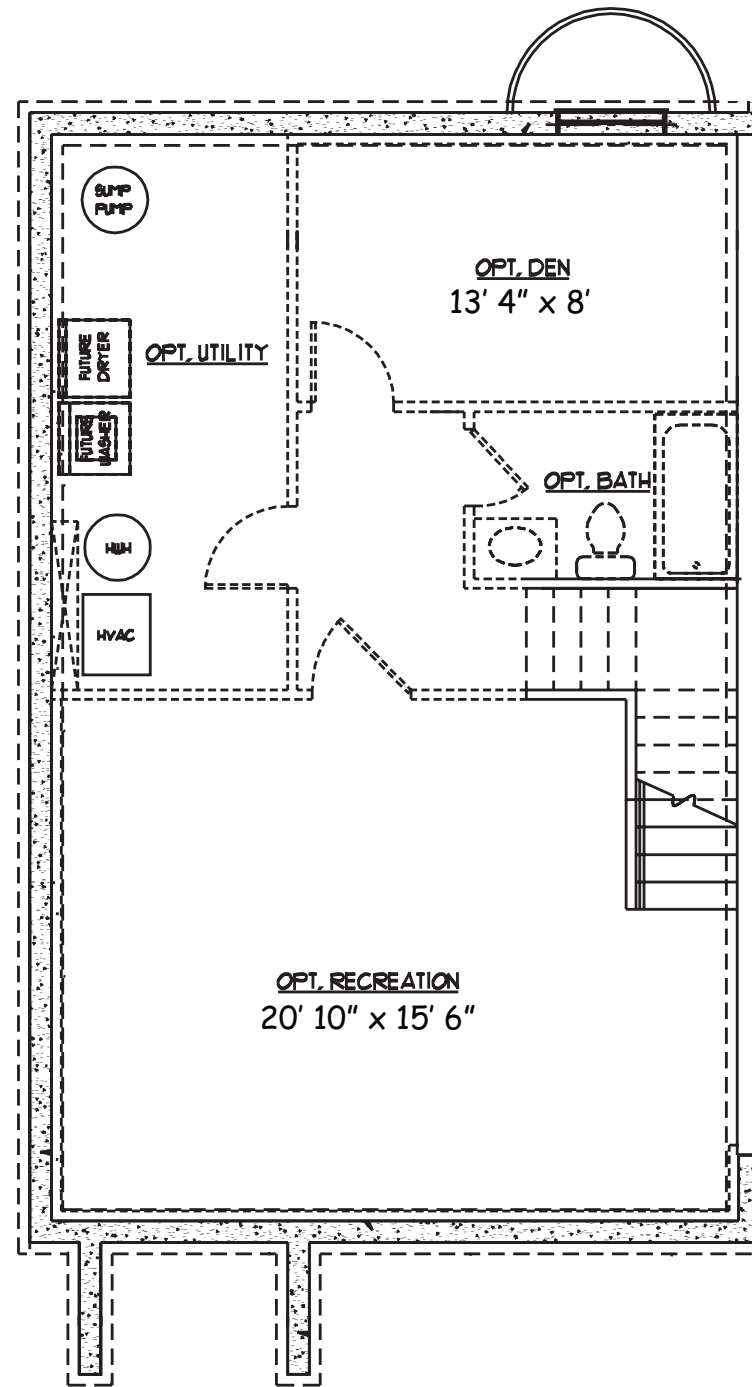 SUMP
PUMP
OPT. DEN
13' 4" x 8'
FUTURE
DRYER
OPT. UTILITY
FUTURE
WASHER
OPT. BATH
HWH
HVAC
OPT. RECREATION
20' 10" x 15' 6"